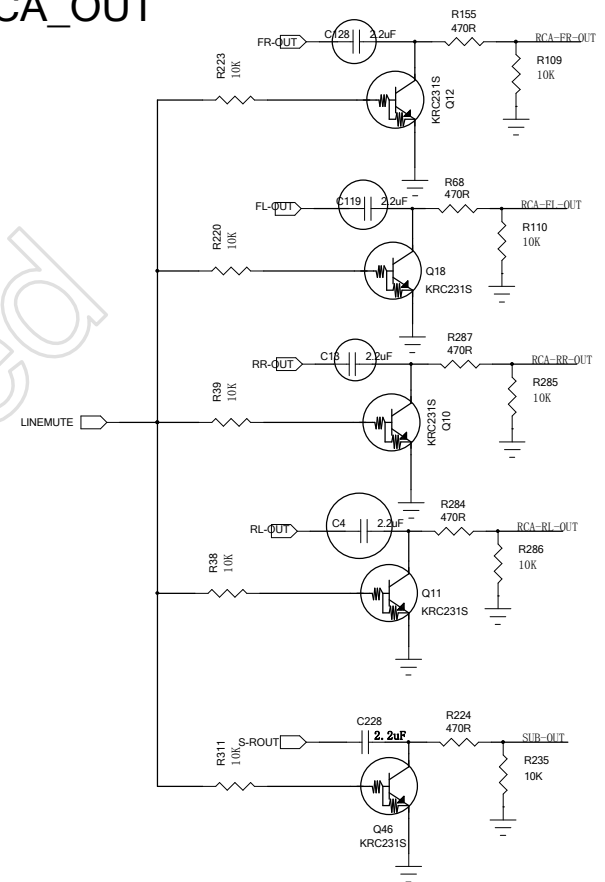 CA_OUT
R155
470R
FR-OUT
C128
2.2uF
RCA-FR-OUT
R109
10K
R223
10K
KRC231S
Q12
R68
470R
FL-OUT
C119
2.2uF
RCA-FL-OUT
R110
10K
R220
10K
Q18
KRC231S
R287
470R
RR-OUT
C13
2.2uF
RCA-RR-OUT
R285
10K
R39
10K
KRC231S
Q10
LINEMUTE
R284
470R
RL-OUT
C4
2.2uF
RCA-RL-OUT
R286
10K
R38
10K
Q11
KRC231S
R224
470R
C228
S-ROUT
2.2uF
SUB-OUT
R235
10K
R311
10K
Q46
KRC231S
ed